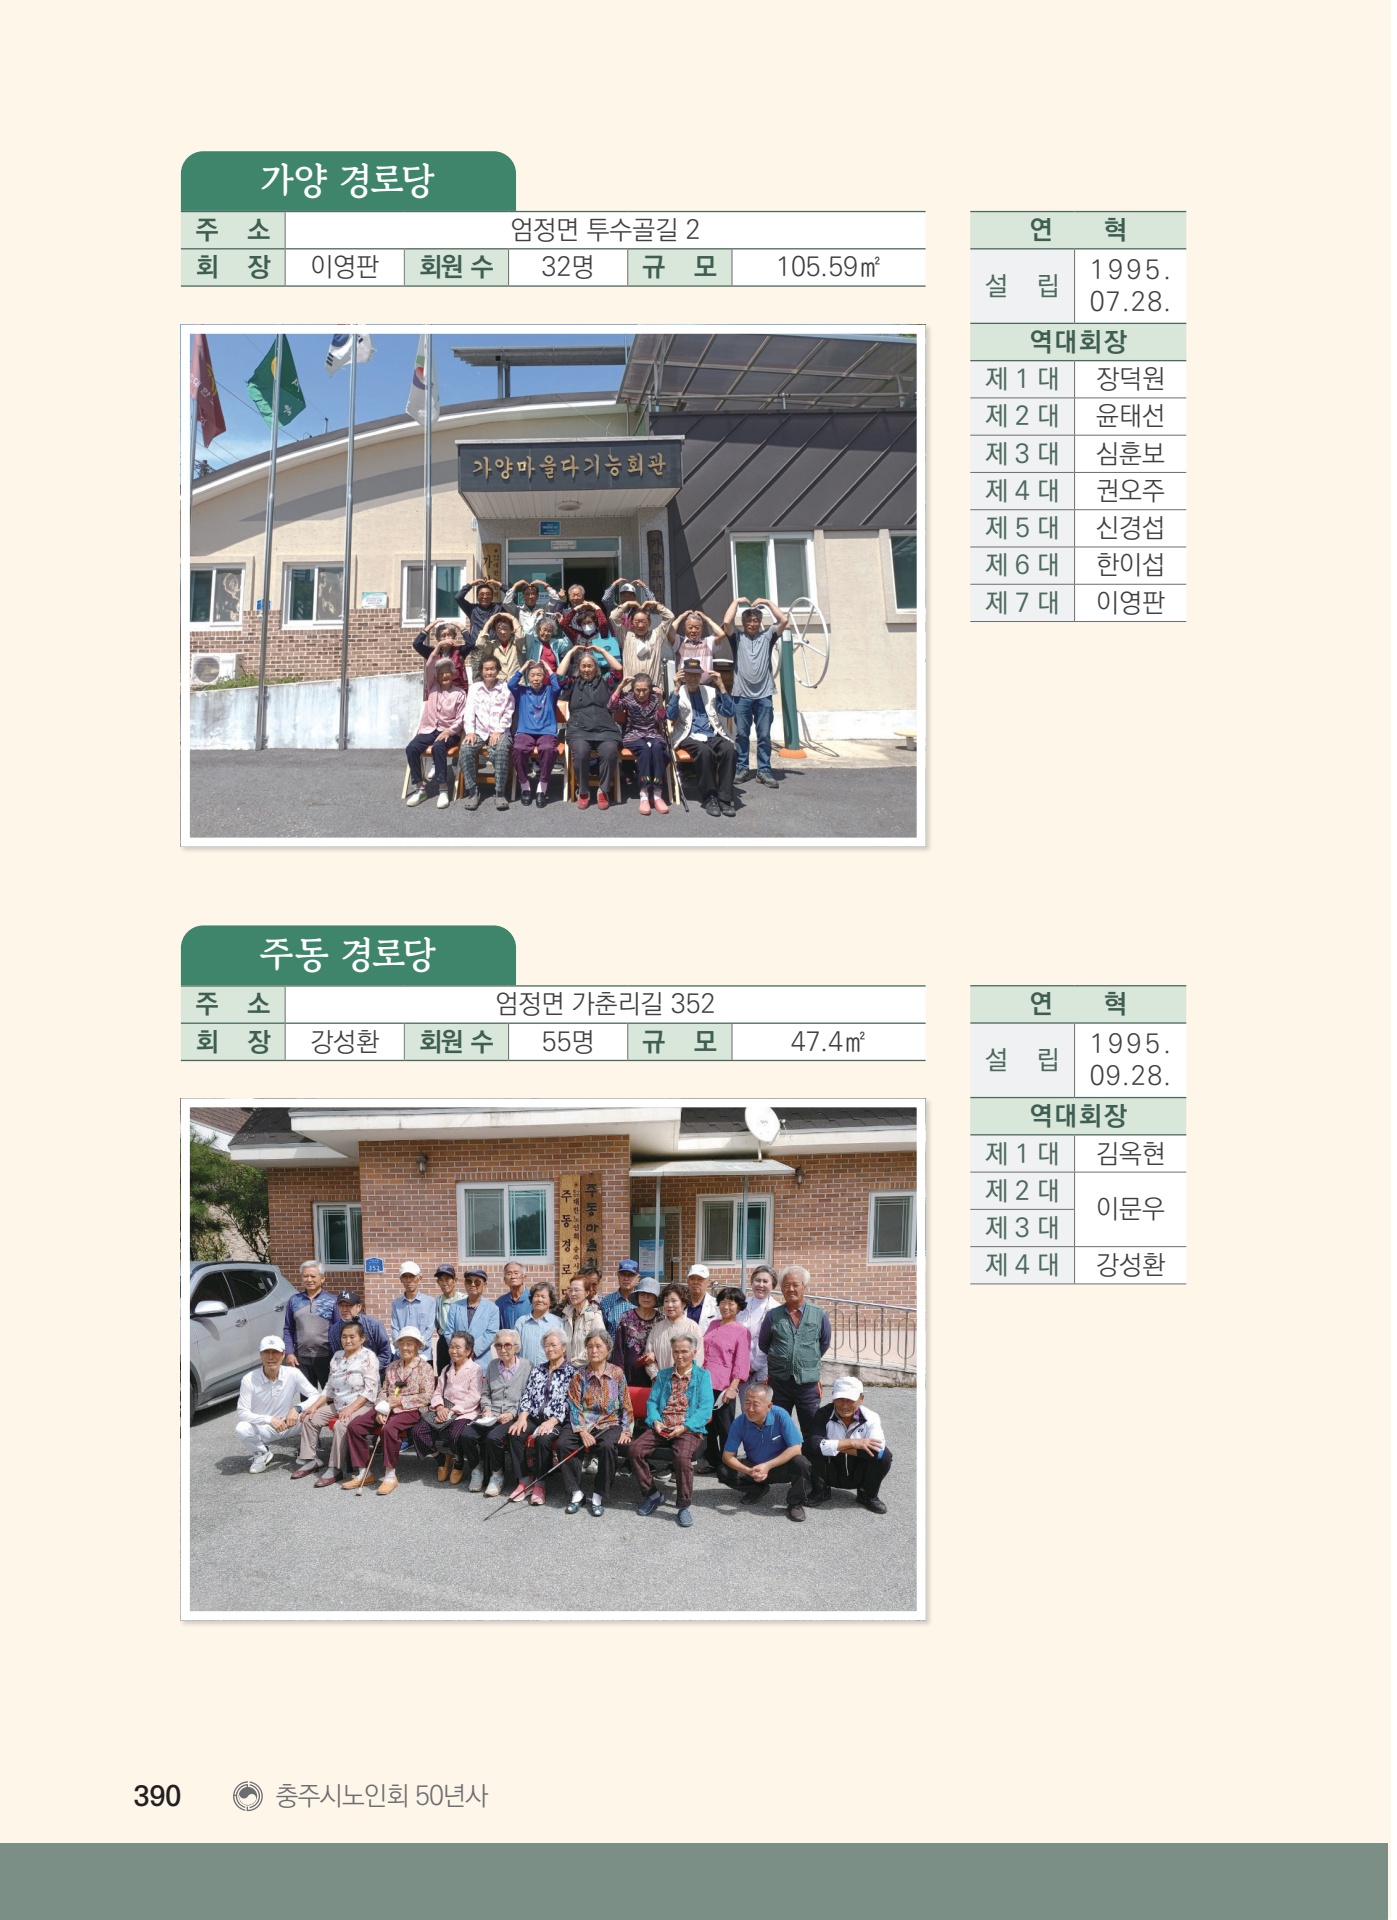 가양 경로당
주 소 엄정면 투수골길 2
회 장 이영판 회원 수 32명 규 모 105.59㎡
연 혁
설 립 1995.
07.28.
역대회장
제 1 대 장덕원
제 2 대 윤태선
제 3 대 심훈보
제 4 대 권오주
제 5 대 신경섭
제 6 대 한이섭
제 7 대 이영판
가양마을다기능회관
주동 경로당
주 소 엄정면 가춘리길 352
회 장 강성환 회원 수 55명 규 모 47.4㎡
연 혁
설 립 1995.
09.28.
역대회장
제 1 대 김옥현
제 2 대 이문우
제 3 대
제 4 대 강성환
주동경로
주동마을회
352
390 충주시노인회 50년사